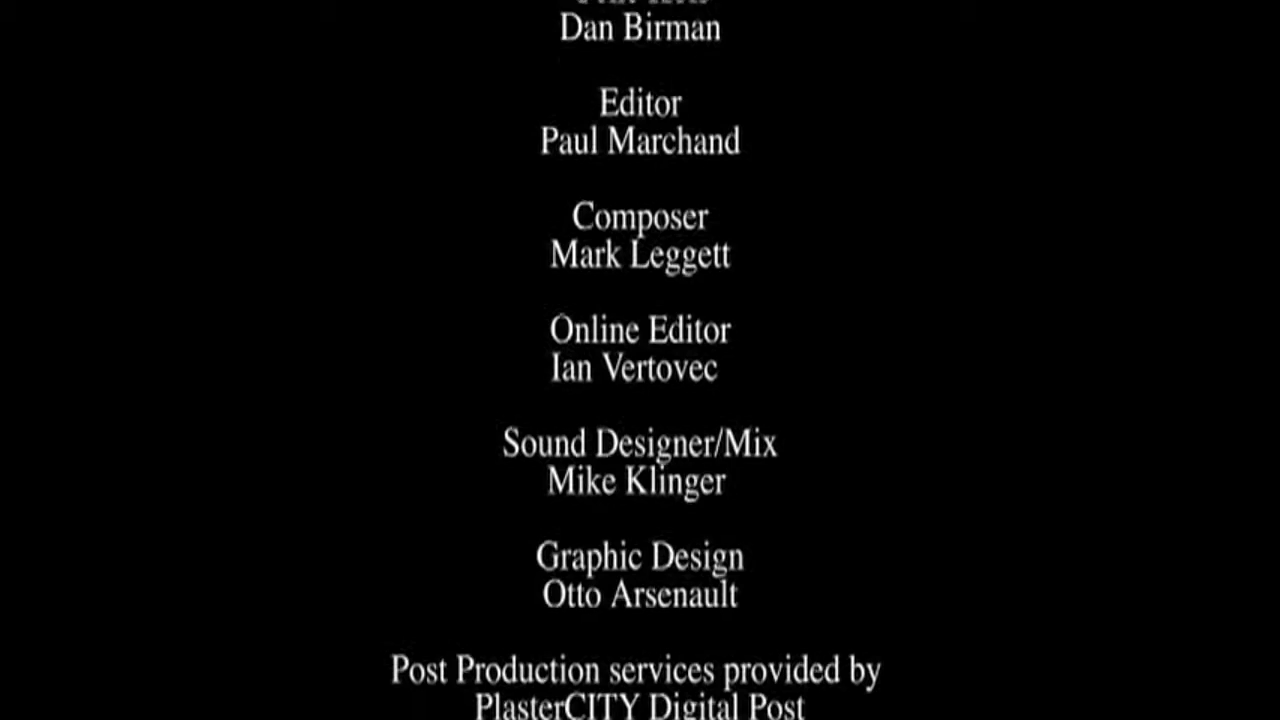 Dan Birman
Editor
Paul Marchand
Composer
Mark Leggett
Online Editor
Ian Vertovec
Sound Designer/Mix
Mike Klinger
Graphic Design
Otto Arsenault
Post Production services provided by
PlasterCITY Digital Post